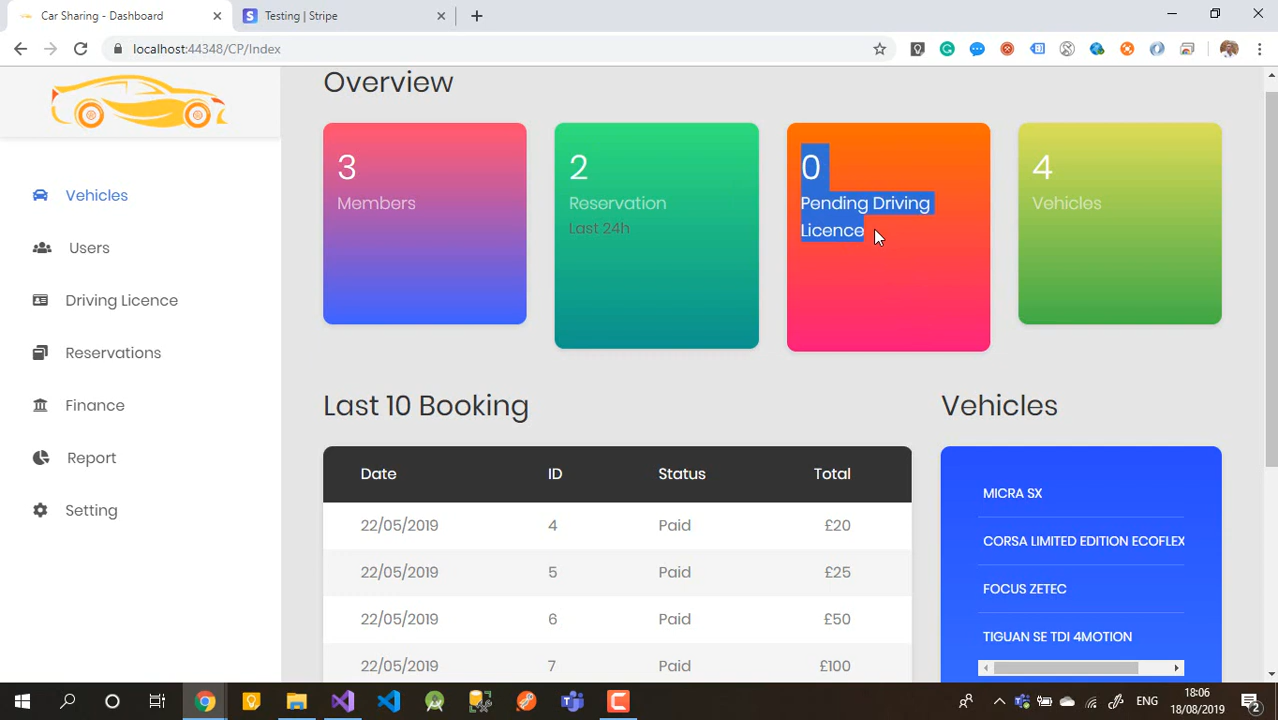 Car Sharing - Dashboard
Testing | Stripe
localhost:44348/CP/Index
Vehicles
Users
Driving Licence
Reservations
Finance
Report
Setting
Overview
3
Members
2
Reservation
Last 24h
0
Pending Driving
Licence
4
Vehicles
Last 10 Booking
Date ID Status Total
22/05/2019 4 Paid £20
22/05/2019 5 Paid £25
22/05/2019 6 Paid £50
22/05/2019 7 Paid £100
Vehicles
MICRA SX
CORSA LIMITED EDITION ECOFLEX
FOCUS ZETEC
TIGUAN SE TDI 4MOTION
ENG
18:06
18/08/2019
2